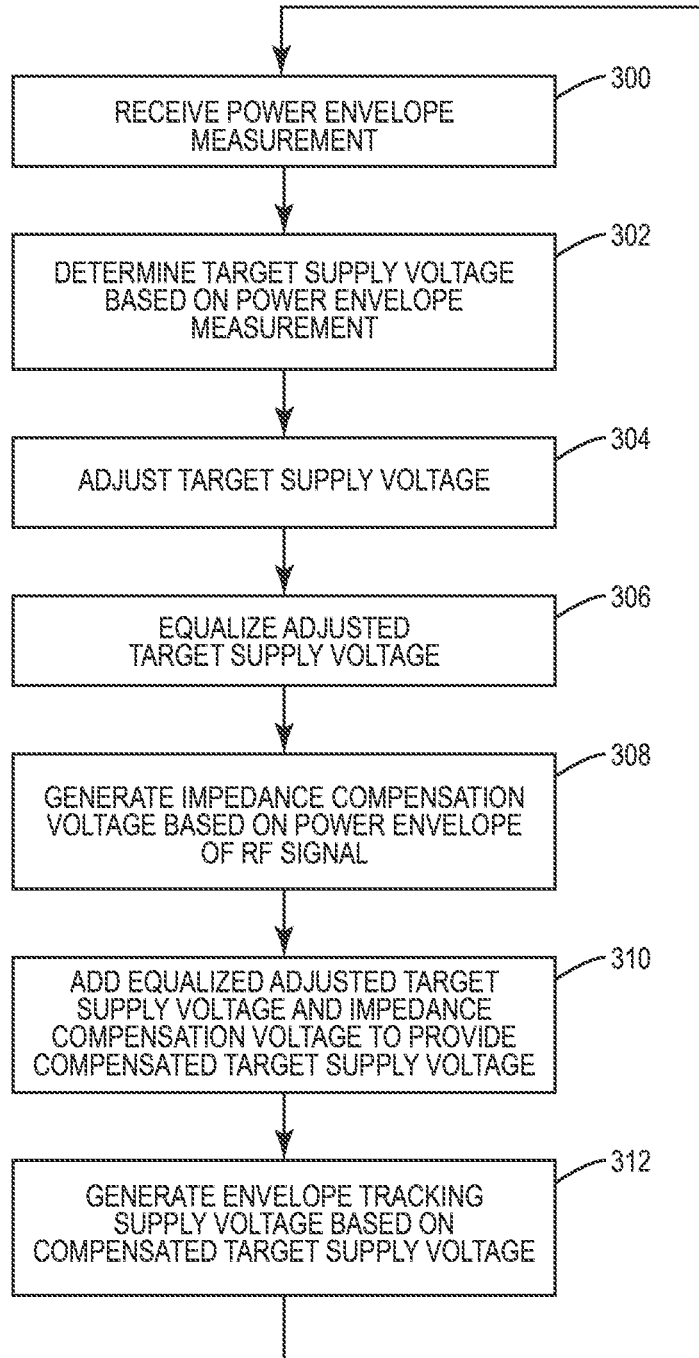 300
RECEIVE POWER ENVELOPE
MEASUREMENT
302
DETERMINE TARGET SUPPLY VOLTAGE
BASED ON POWER ENVELOPE
MEASUREMENT
304
ADJUST TARGET SUPPLY VOLTAGE
306
EQUALIZE ADJUSTED
TARGET SUPPLY VOLTAGE
308
GENERATE IMPEDANCE COMPENSATION
VOLTAGE BASED ON POWER ENVELOPE
OF RF SIGNAL
310
ADD EQUALIZED ADJUSTED TARGET
SUPPLY VOLTAGE AND IMPEDANCE
COMPENSATION VOLTAGE TO PROVIDE
COMPENSATED TARGET SUPPLY VOLTAGE
312
GENERATE ENVELOPE TRACKING
SUPPLY VOLTAGE BASED ON
COMPENSATED TARGET SUPPLY VOLTAGE